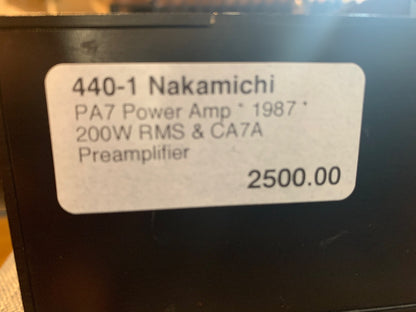 440-1 Nakamichi
PA7 Power Amp * 1987 *
200W RMS & CA7A
Preamplifier
2500.00